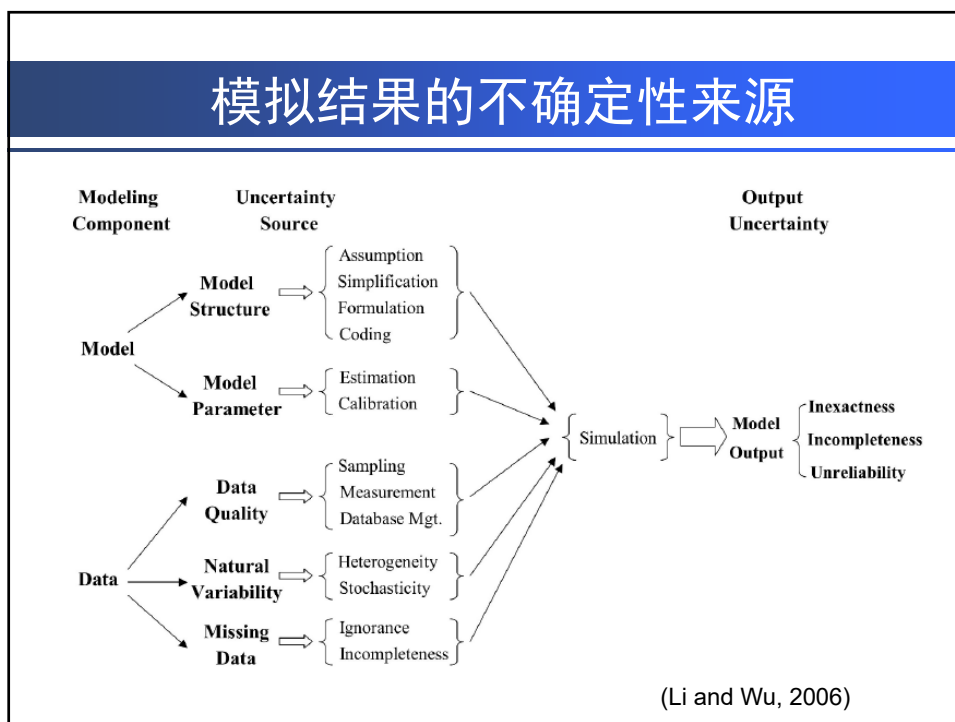 模拟结果的不确定性来源
Modeling
Component
Uncertainty
Source
Output
Uncertainty
Model
Model
Structure
Assumption
Simplification
Formulation
Coding
Model
Parameter
Estimation
Calibration
Data
Data
Quality
Sampling
Measurement
Database Mgt.
Natural
Variability
Heterogeneity
Stochasticity
Missing
Data
Ignorance
Incompleteness
Simulation
Model
Output
Inexactness
Incompleteness
Unreliability
(Li and Wu, 2006)